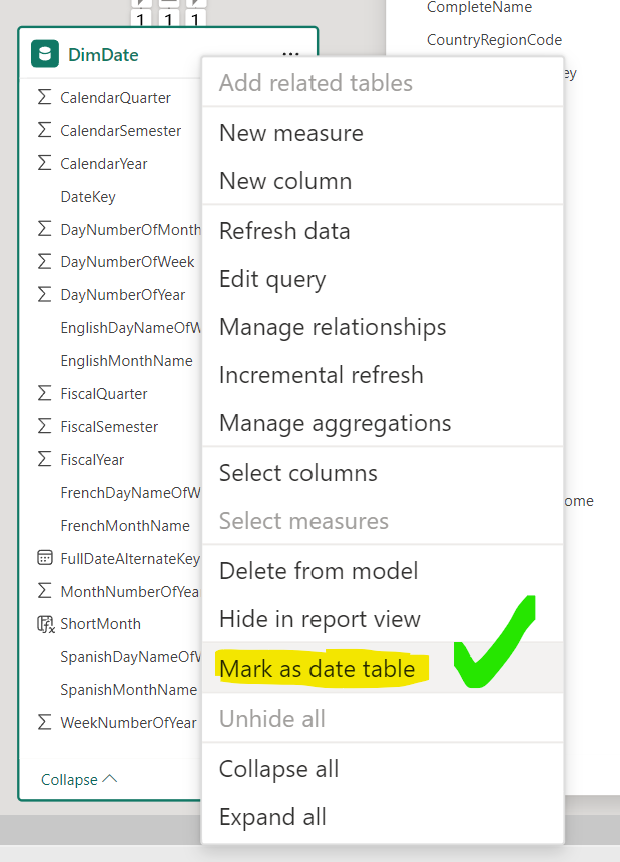 CompleteName
1 1 1
CountryRegionCode
DimDate
ey
CalendarQuarter
CalendarSemester
CalendarYear
DateKey
DayNumberOfMonth
DayNumberOfWeek
DayNumberOfYear
EnglishDayNameOfW
EnglishMonthName
FiscalQuarter
FiscalSemester
FiscalYear
FrenchDayNameOfW
FrenchMonthName
FullDateAlternateKey
MonthNumberOfYea
ShortMonth
SpanishDayNameOfW
SpanishMonthName
WeekNumberOfYear
Collapse
Add related tables
New measure
New column
Refresh data
Edit query
Manage relationships
Incremental refresh
Manage aggregations
Select columns
Select measures
Delete from model
Hide in report view
Mark as date table
Unhide all
Collapse all
Expand all
ome